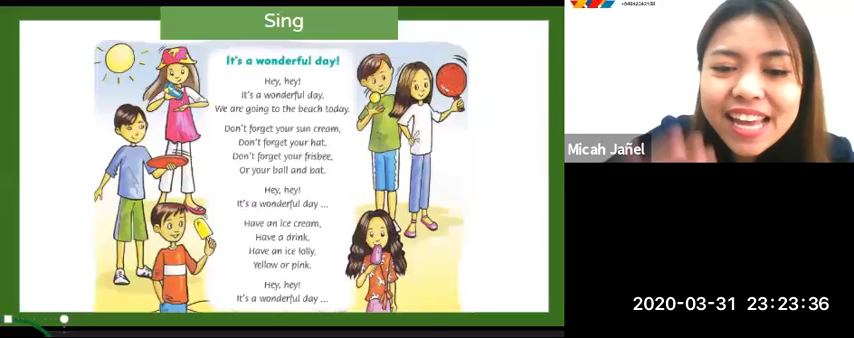 Sing
It's a wonderful day!
Hey, hey!
It's a wonderful day,
We are going to the beach today.
Don't forget your sun cream,
Don't forget your hat,
Don't forget your frisbee,
Or your ball and bat.
Hey, hey!
It's a wonderful day ...
Have an ice cream,
Have a drink,
Have an ice lolly,
Yellow or pink.
Hey, hey!
It's a wonderful day ...
Micah Jañel
2020-03-31 23:23:36